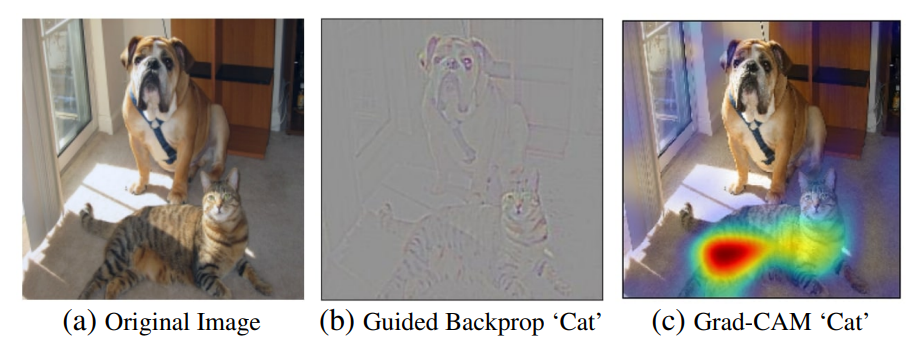 (a) Original Image
(b) Guided Backprop ‘Cat’
(c) Grad-CAM ‘Cat’